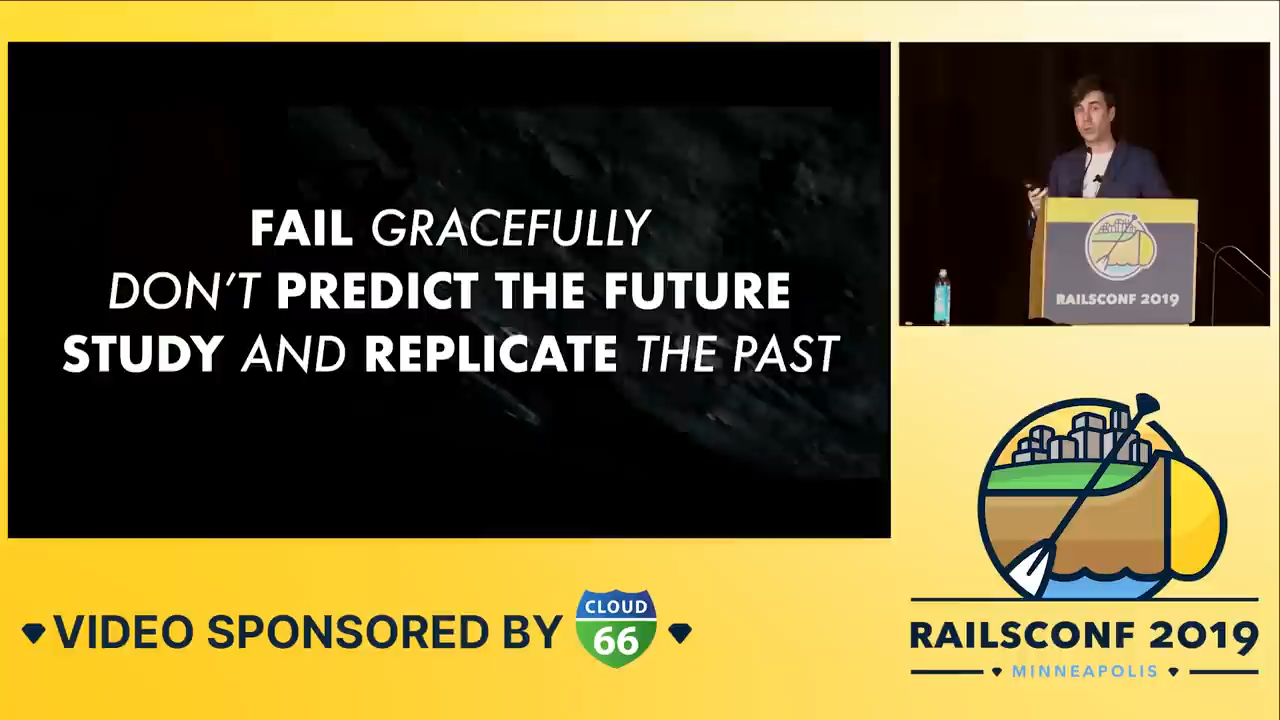 FAIL GRACEFULLY
DON'T PREDICT THE FUTURE
STUDY AND REPLICATE THE PAST
RAILSCONF 2019
VIDEO SPONSORED BY CLOUD 66
RAILSCONF 2019
MINNEAPOLIS